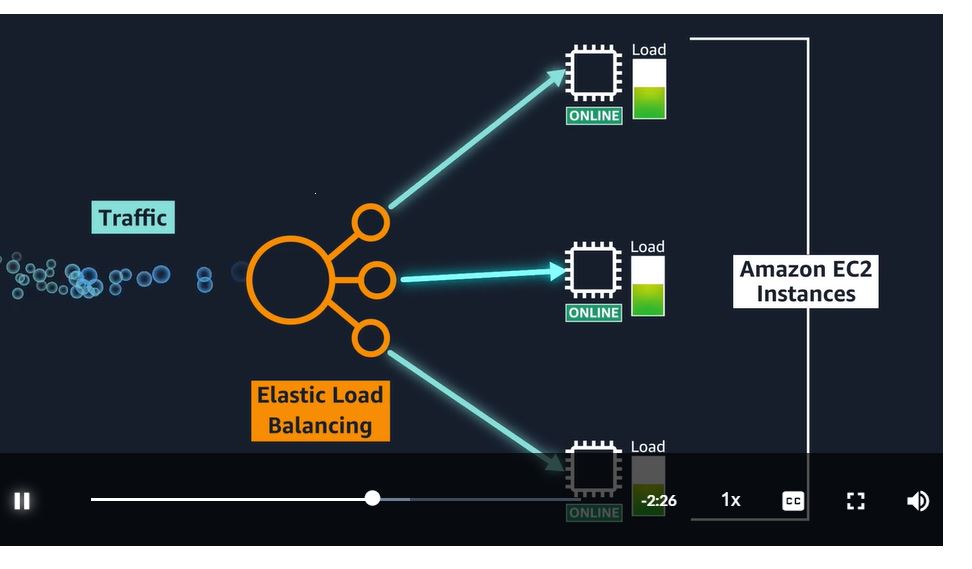 Load
ONLINE
Traffic
Load
ONLINE
Amazon EC2
Instances
Elastic Load
Balancing
Load
ONLINE
-2:26
1x
CC